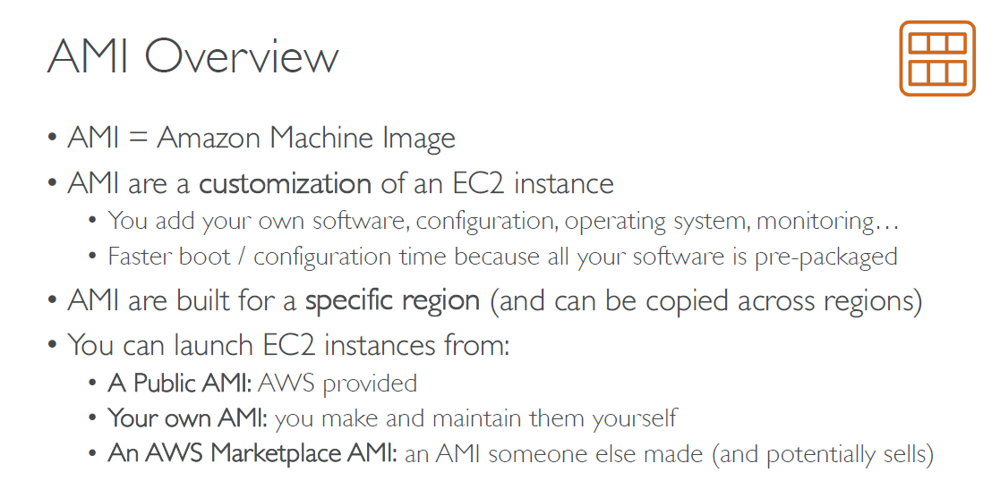 AMI Overview
• AMI = Amazon Machine Image
• AMI are a customization of an EC2 instance
• You add your own software, configuration, operating system, monitoring…
• Faster boot / configuration time because all your software is pre-packaged
• AMI are built for a specific region (and can be copied across regions)
• You can launch EC2 instances from:
• A Public AMI: AWS provided
• Your own AMI: you make and maintain them yourself
• An AWS Marketplace AMI: an AMI someone else made (and potentially sells)